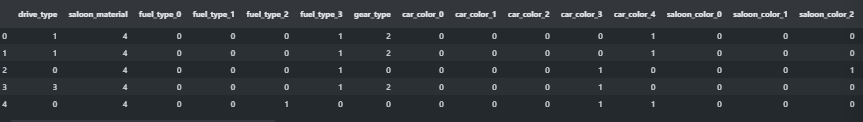 drive_type saloon_material fuel_type_0 fuel_type_1 fuel_type_2 fuel_type_3 gear_type car_color_0 car_color_1 car_color_2 car_color_3 car_color_4 saloon_color_0 saloon_color_1 saloon_color_2
0 1 4 0 0 0 1 2 0 0 0 0 1 0 0 0
1 1 4 0 0 0 1 2 0 0 0 0 1 0 0 0
2 0 4 0 0 0 1 0 0 0 0 1 0 0 0 1
3 3 4 0 0 0 1 2 0 0 0 1 0 0 0 0
4 0 4 0 0 1 0 0 0 0 0 1 1 0 0 0